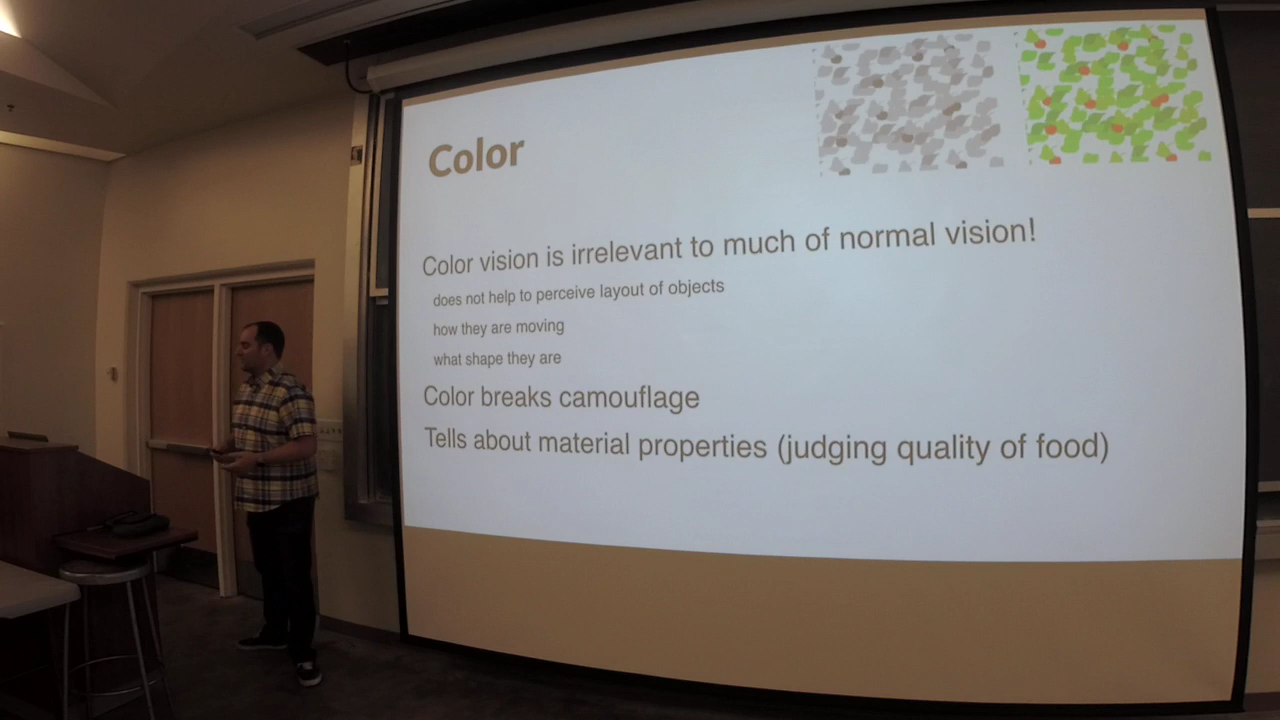 Color
Color vision is irrelevant to much of normal vision!
does not help to perceive layout of objects
how they are moving
what shape they are
Color breaks camouflage
Tells about material properties (judging quality of food)